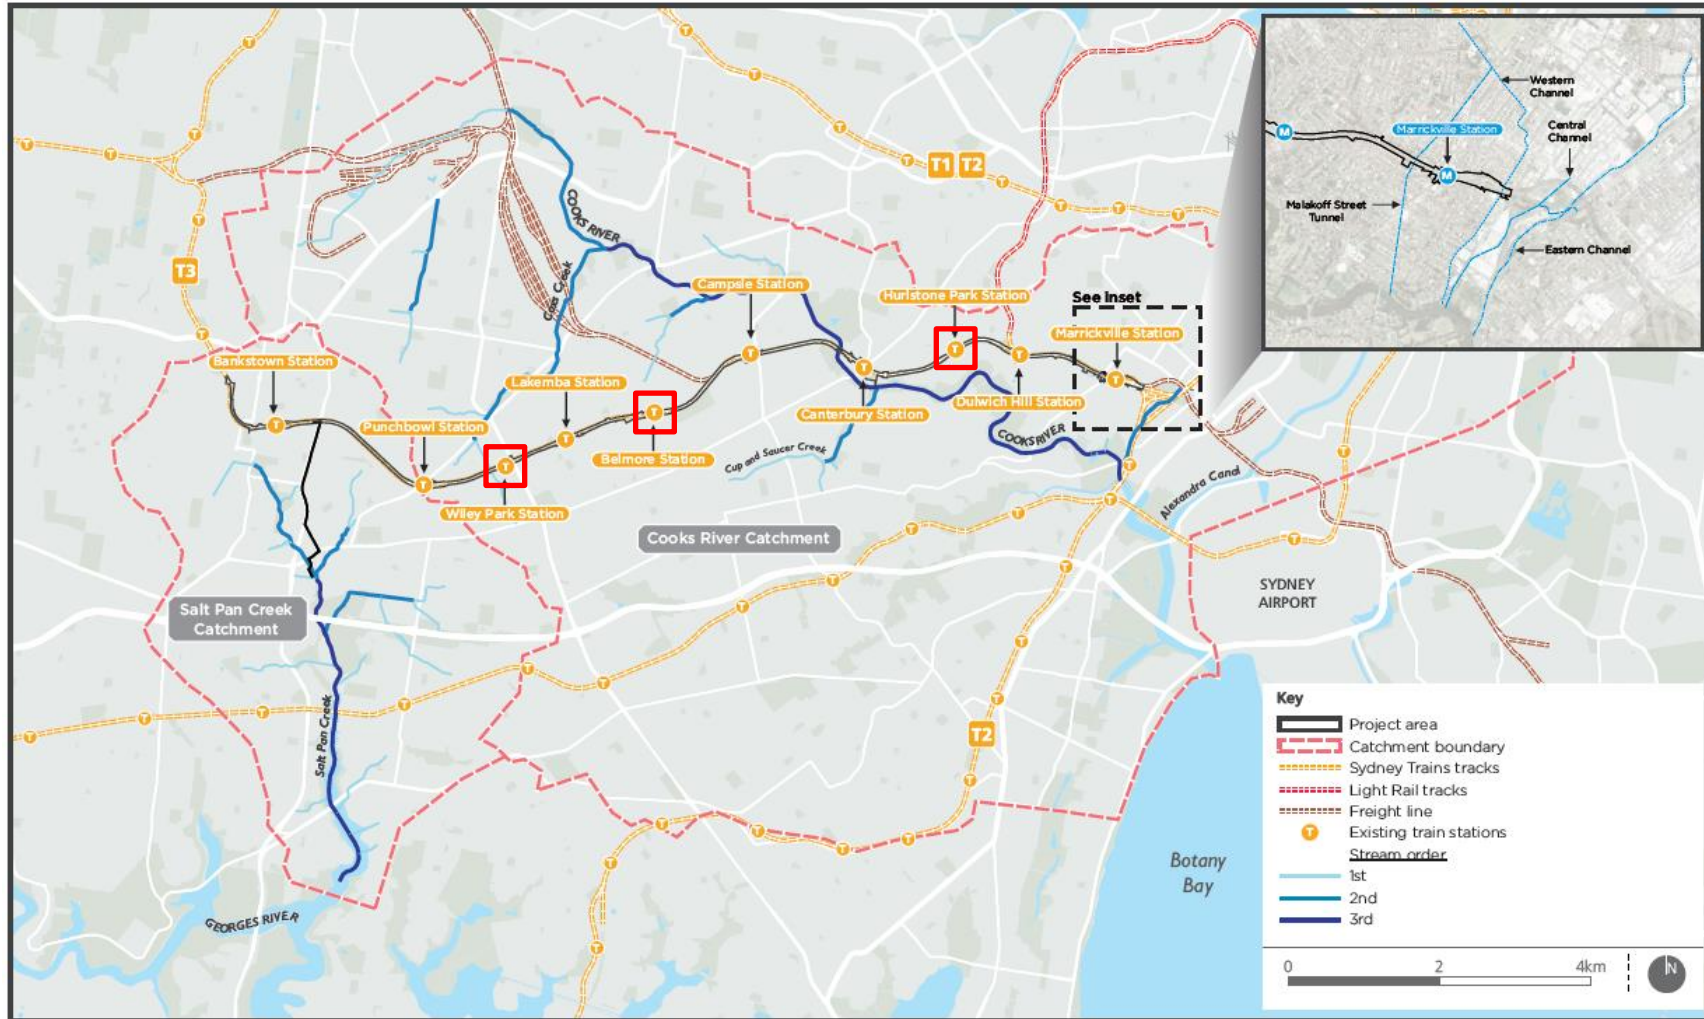 T1 T2
T3
COOKS RIVER
Coxs Creek
Campsie Station
Hurlstone Park Station
See Inset
Marrickville Station
Bankstown Station
Lakemba Station
Punchbowl Station
Canterbury Station
Dulwich Hill Station
Belmore Station
Wiley Park Station
Cup and Saucer Creek
COOKS RIVER
Alexandra Canal
Cooks River Catchment
Salt Pan Creek
Catchment
SYDNEY
AIRPORT
Salt Pan Creek
T2
GEORGES RIVER
Botany
Bay
Western
Channel
Marrickville Station
Central
Channel
M
M
Malakoff Street
Tunnel
Eastern Channel
Key
Project area
Catchment boundary
Sydney Trains tracks
Light Rail tracks
Freight line
T Existing train stations
Stream order
1st
2nd
3rd
0 2 4km
N